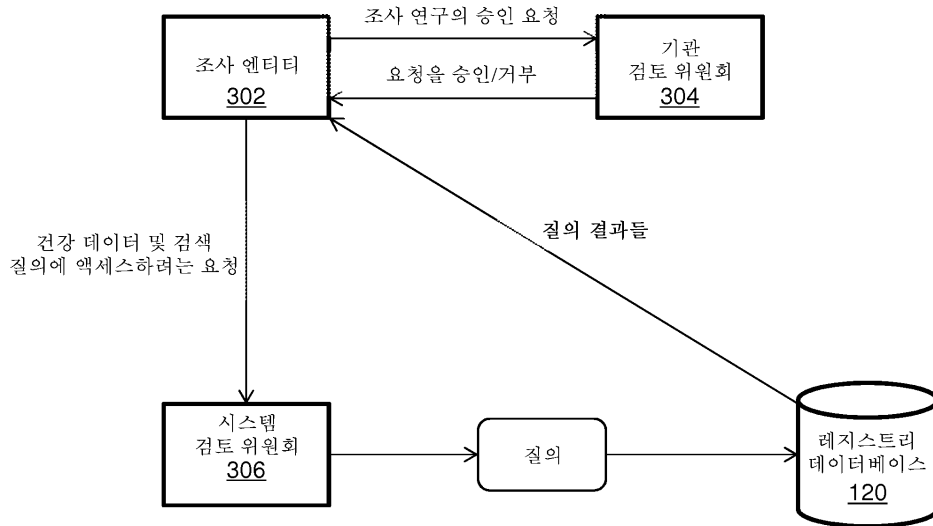 조사 연구의 승인 요청
조사 엔티티
302
요청을 승인/거부
기관
검토 위원회
304
질의 결과들
건강 데이터 및 검색
질의에 액세스하려는 요청
시스템
검토 위원회
306
질의
레지스트리
데이터베이스
120